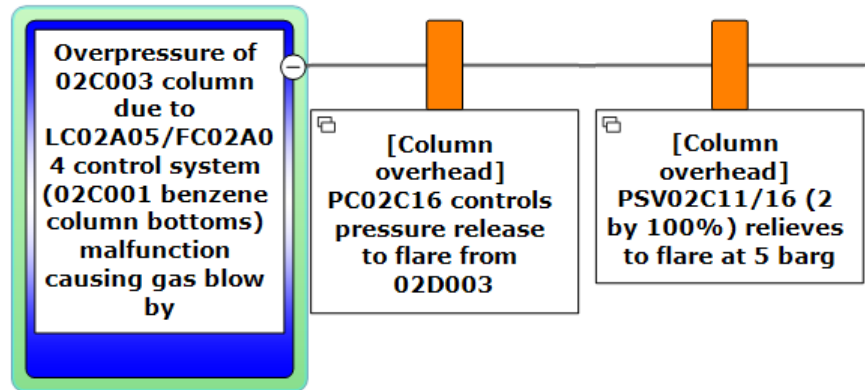 Overpressure of
02C003 column
due to
LC02A05/FC02A0
4 control system
(02C001 benzene
column bottoms)
malfunction
causing gas blow
by
[Column
overhead]
PC02C16 controls
pressure release
to flare from
02D003
[Column
overhead]
PSV02C11/16 (2
by 100%) relieves
to flare at 5 barg